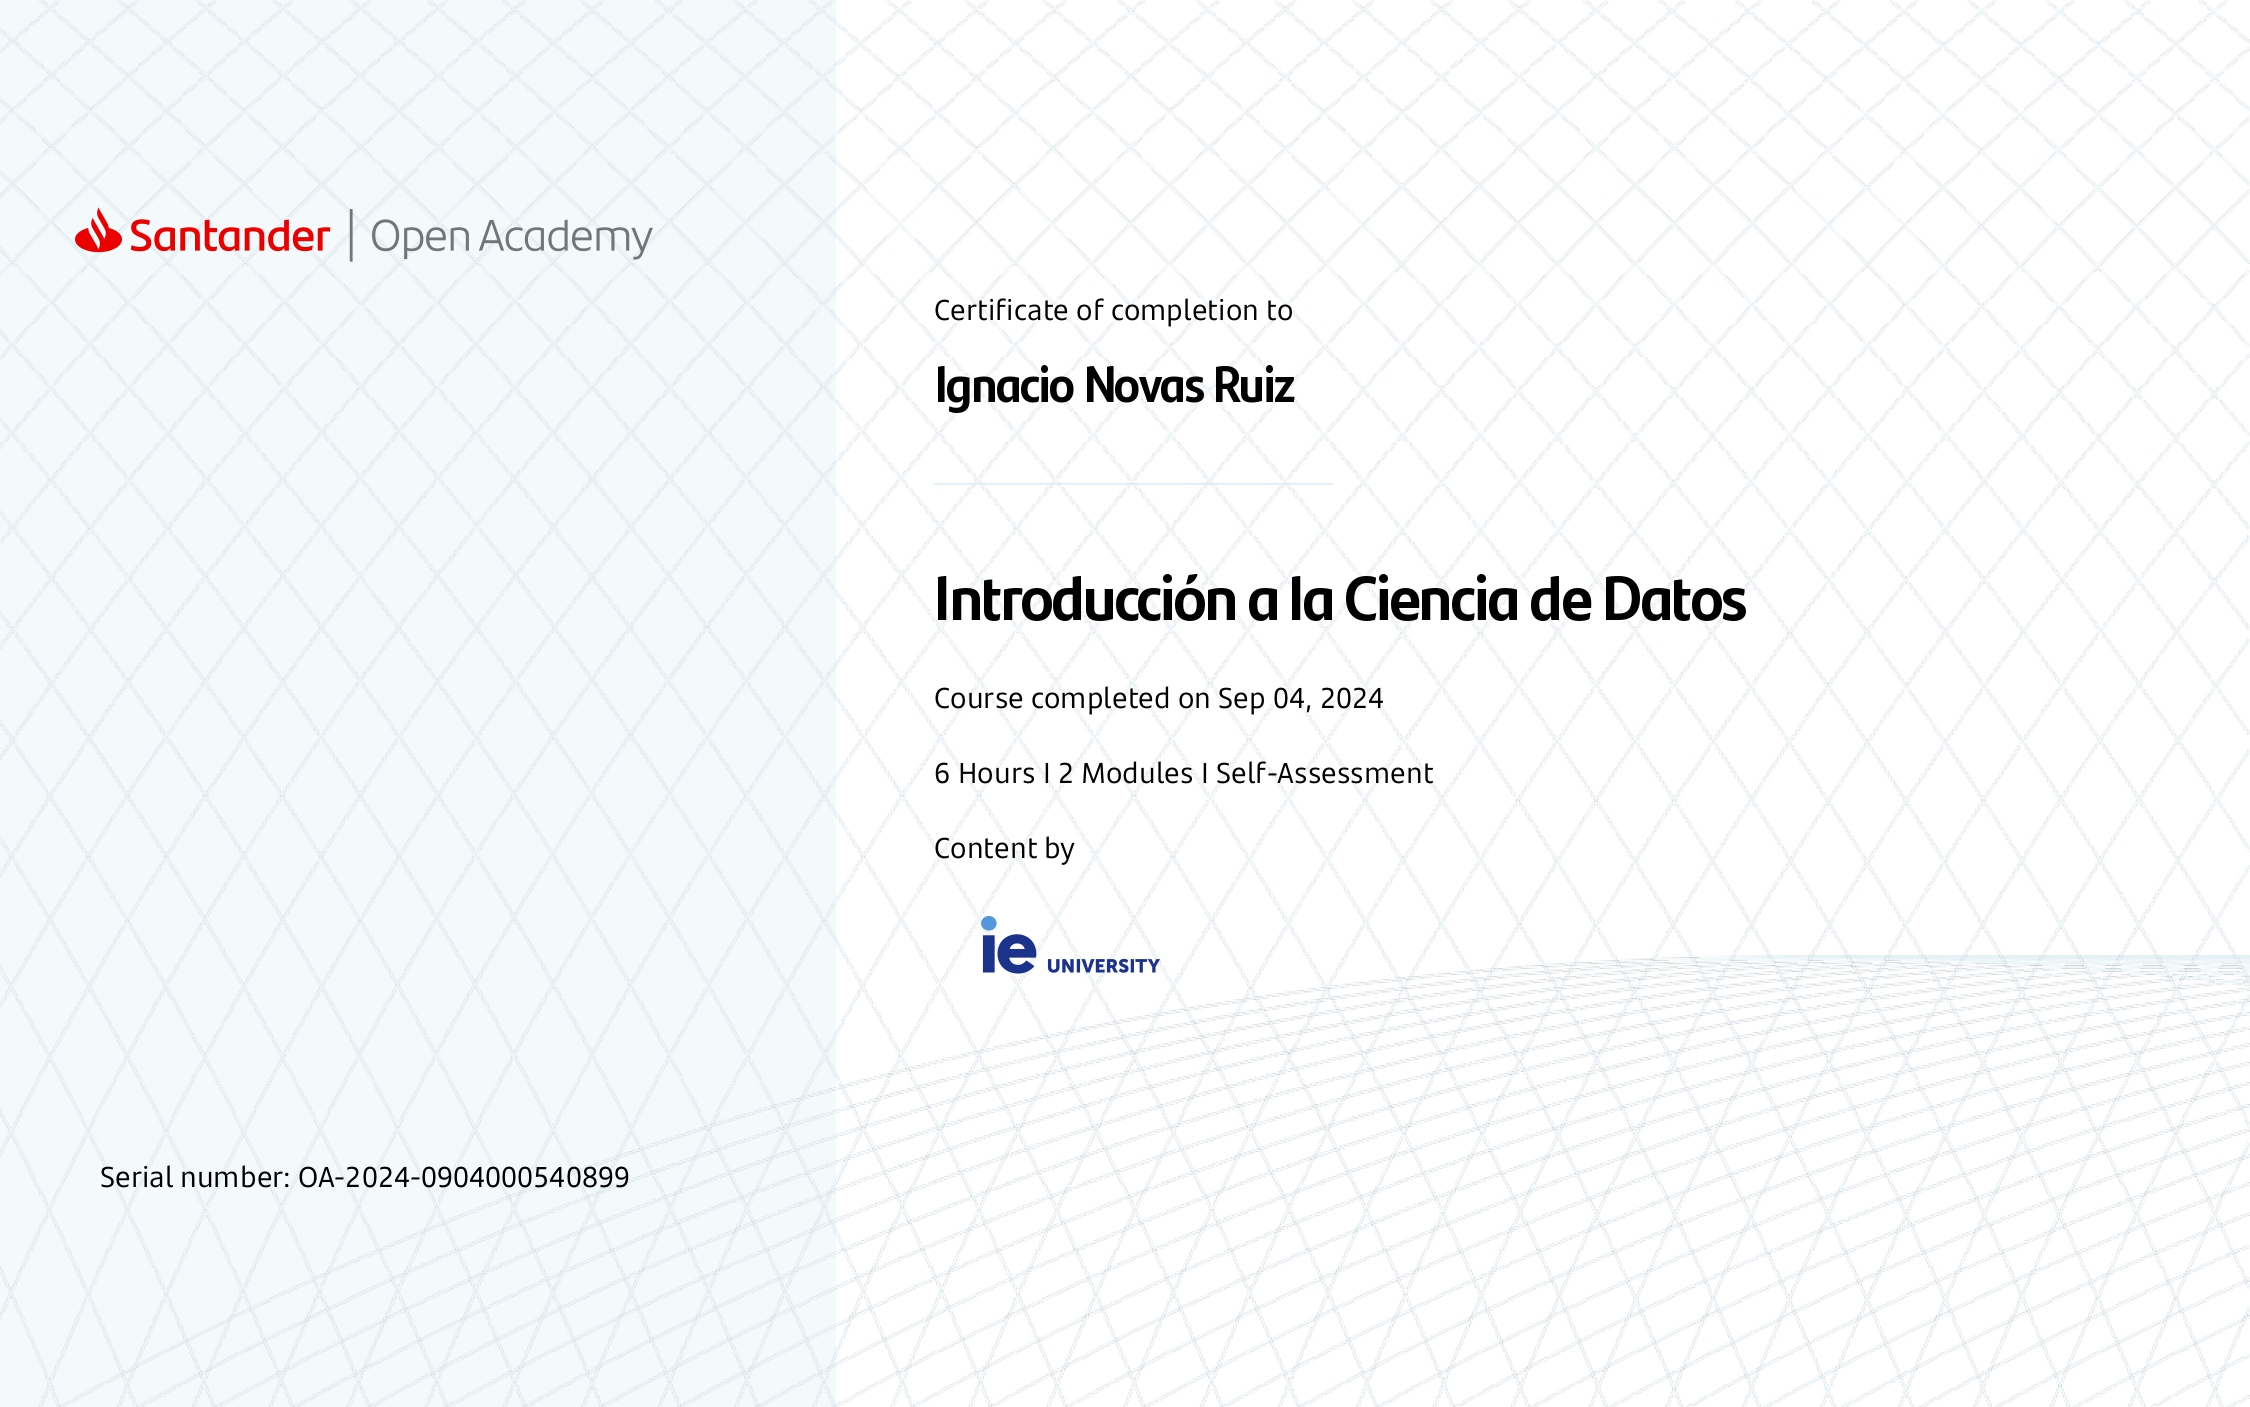 Santander | Open Academy
Certificate of completion to
Ignacio Novas Ruiz
Introducción a la Ciencia de Datos
Course completed on Sep 04, 2024
6 Hours I 2 Modules I Self-Assessment
Content by
ie UNIVERSITY
Serial number: OA-2024-0904000540899